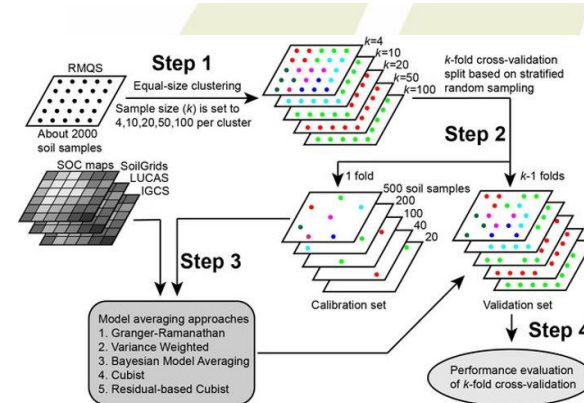 RMQS
About 2000
soil samples
Step 1
Equal-size clustering
Sample size (k) is set to
4,10,20,50,100 per cluster
k=4
k=10
k=20
k=50
k=100
k-fold cross-validation
split based on stratified
random sampling
Step 2
1 fold
k-1 folds
SOC maps
SoilGrids
LUCAS
IGCS
500 soil samples
200
100
40
20
Calibration set
Validation set
Step 3
Model averaging approaches
1. Granger-Ramanathan
2. Variance Weighted
3. Bayesian Model Averaging
4. Cubist
5. Residual-based Cubist
Step 4
Performance evaluation
of k-fold cross-validation